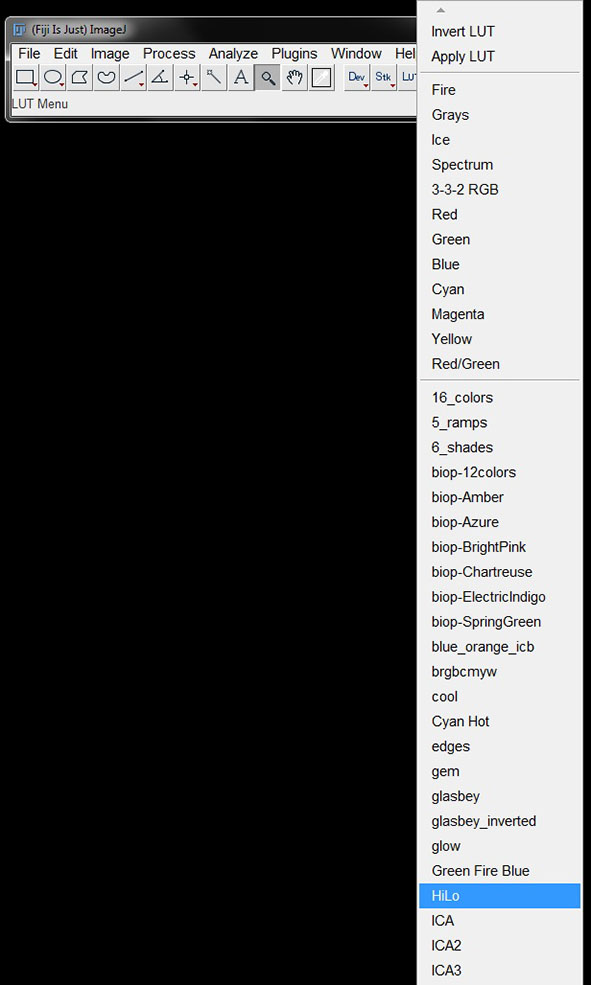 (Fiji Is Just) ImageJ
File Edit Image Process Analyze Plugins Window Hel
A Dev Stk LU
LUT Menu
Invert LUT
Apply LUT
Fire
Grays
Ice
Spectrum
3-3-2 RGB
Red
Green
Blue
Cyan
Magenta
Yellow
Red/Green
16_colors
5_ramps
6_shades
biop-12colors
biop-Amber
biop-Azure
biop-BrightPink
biop-Chartreuse
biop-ElectricIndigo
biop-SpringGreen
blue_orange_icb
brgbcmyw
cool
Cyan Hot
edges
gem
glasbey
glasbey_inverted
glow
Green Fire Blue
HiLo
ICA
ICA2
ICA3